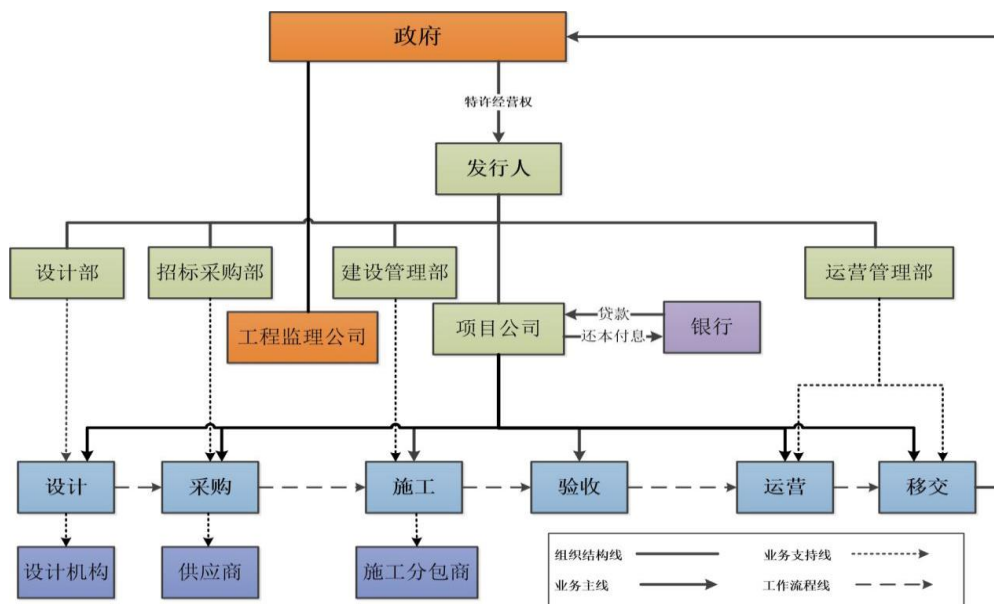 政府
特许经营权
发行人
设计部
招标采购部
建设管理部
运营管理部
工程监理公司
项目公司
贷款
还本付息
银行
设计
采购
施工
验收
运营
移交
设计机构
供应商
施工分包商
组织结构线
业务支持线
业务主线
工作流程线